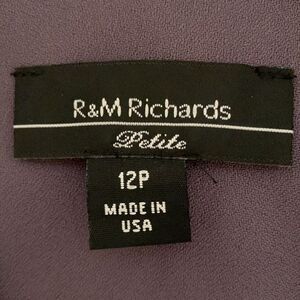 R&M Richards
Petite
12P
MADE IN
USA